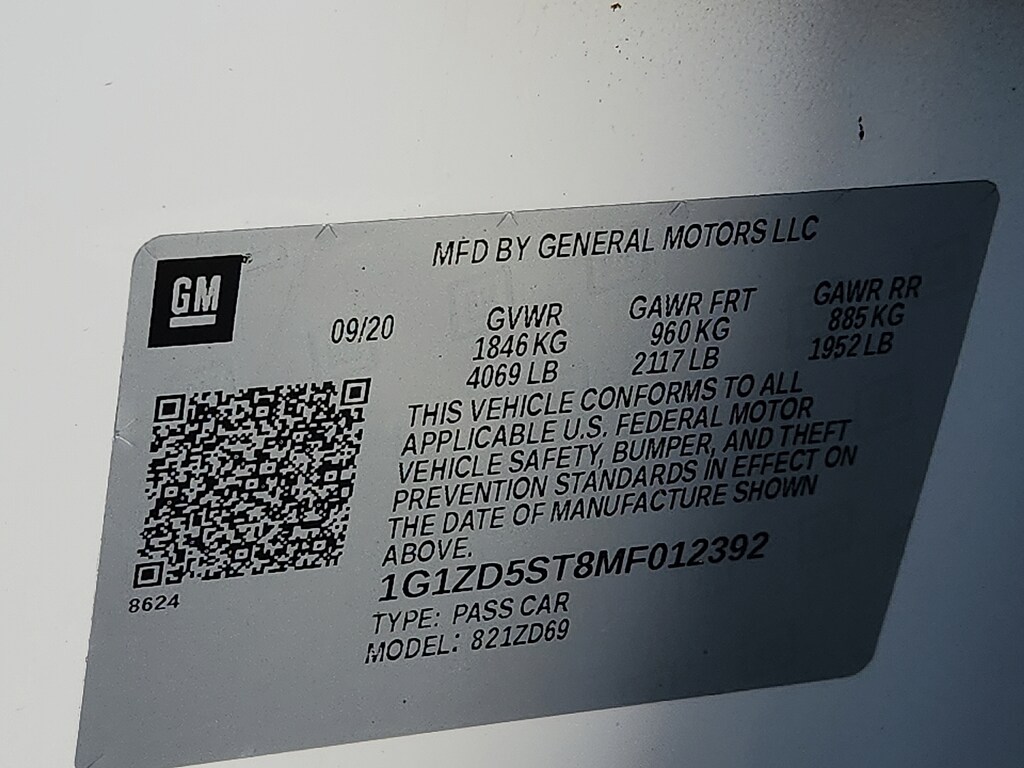 MFD BY GENERAL MOTORS LLC
GM
09/20
GVWR
1846 KG
4069 LB
GAWR FRT
960 KG
2117 LB
GAWR RR
885 KG
1952 LB
THIS VEHICLE CONFORMS TO ALL
APPLICABLE U.S. FEDERAL MOTOR
VEHICLE SAFETY, BUMPER, AND THEFT
PREVENTION STANDARDS IN EFFECT ON
THE DATE OF MANUFACTURE SHOWN
ABOVE.
1G1ZD5ST8MF012392
TYPE: PASS CAR
MODEL: 821ZD69
8624